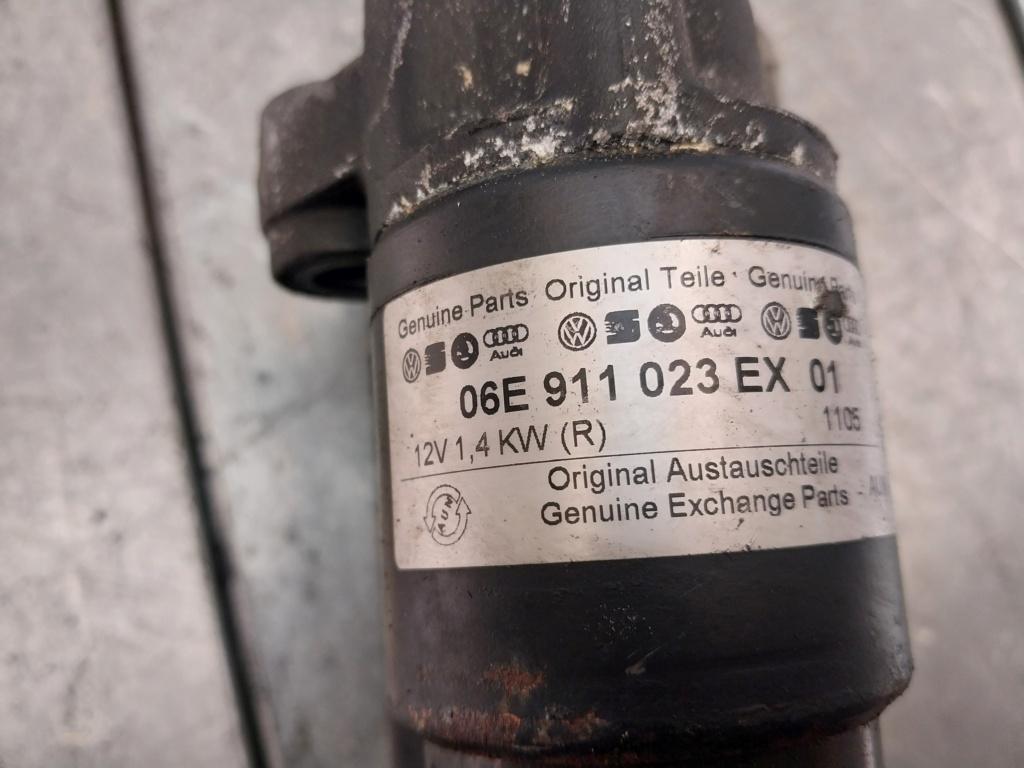 Genuine Parts Original Teile Genuine
Audi Audi
06E 911 023 EX 01
12V 1,4 KW (R)
1105
Original Austauschteile
Genuine Exchange Parts -